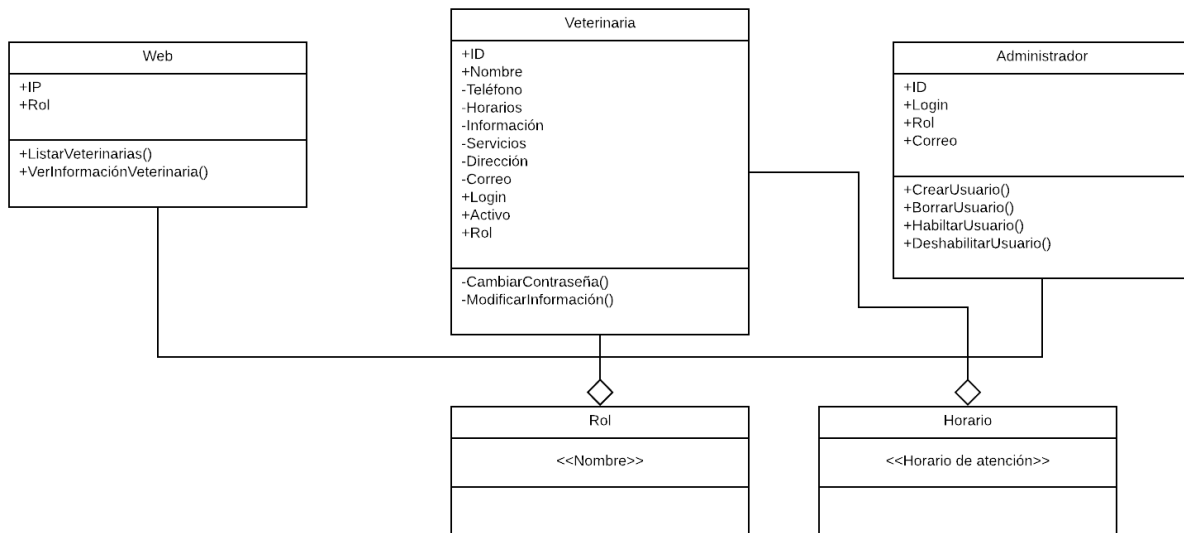 Web
+IP
+Rol
+ListarVeterinarias()
+VerInformaciónVeterinaria()
Veterinaria
+ID
+Nombre
-Teléfono
-Horarios
-Información
-Servicios
-Dirección
-Correo
+Login
+Activo
+Rol
-CambiarContraseña()
-ModificarInformación()
Administrador
+ID
+Login
+Rol
+Correo
+CrearUsuario()
+BorrarUsuario()
+HabiltarUsuario()
+DeshabilitarUsuario()
Rol
<<Nombre>>
Horario
<<Horario de atención>>